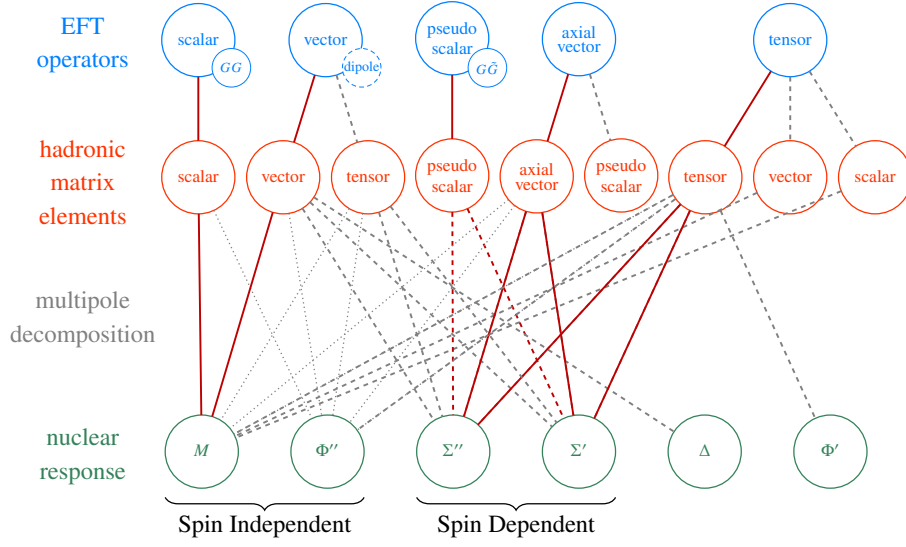 EFT
operators
scalar
GG
vector
dipole
pseudo
scalar
GG̃
axial
vector
tensor
hadronic
matrix
elements
scalar
vector
tensor
pseudo
scalar
axial
vector
pseudo
scalar
tensor
vector
scalar
multipole
decomposition
nuclear
response
M
Φ′′
Σ′′
Σ′
Δ
Φ′
Spin Independent
Spin Dependent